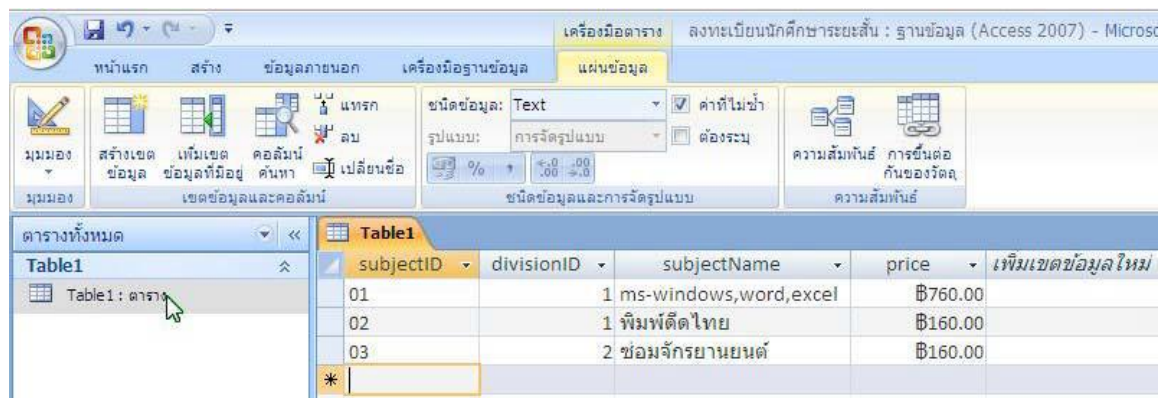 เครื่องมือตาราง ลงทะเบียนนักศึกษาระยะสั้น : ฐานข้อมูล (Access 2007) - Microsc
หน้าแรก สร้าง ข้อมูลภายนอก เครื่องมือฐานข้อมูล แผ่นข้อมูล
มุมมอง
สร้างเขต
ข้อมูล
เพิ่มเขต
ข้อมูลที่มีอยู่
คอลัมน์
ค้นหา
แทรก
ลบ
เปลี่ยนชื่อ
ชนิดข้อมูล: Text
รูปแบบ: การจัดรูปแบบ
% , .0 .00 .00 .0
ค่าที่ไม่ซ้ำ
ต้องระบุ
ความสัมพันธ์
การขึ้นต่อ
กันของวัตถุ
มุมมอง เขตข้อมูลและคอลัมน์ ชนิดข้อมูลและการจัดรูปแบบ ความสัมพันธ์
ตารางทั้งหมด «
Table1
Table1 : ตาราง
Table1
subjectID divisionID subjectName price เพิ่มเขตข้อมูลใหม่
01 1 ms-windows,word,excel ฿760.00
02 1 พิมพ์ดีดไทย ฿160.00
03 2 ซ่อมจักรยานยนต์ ฿160.00
*